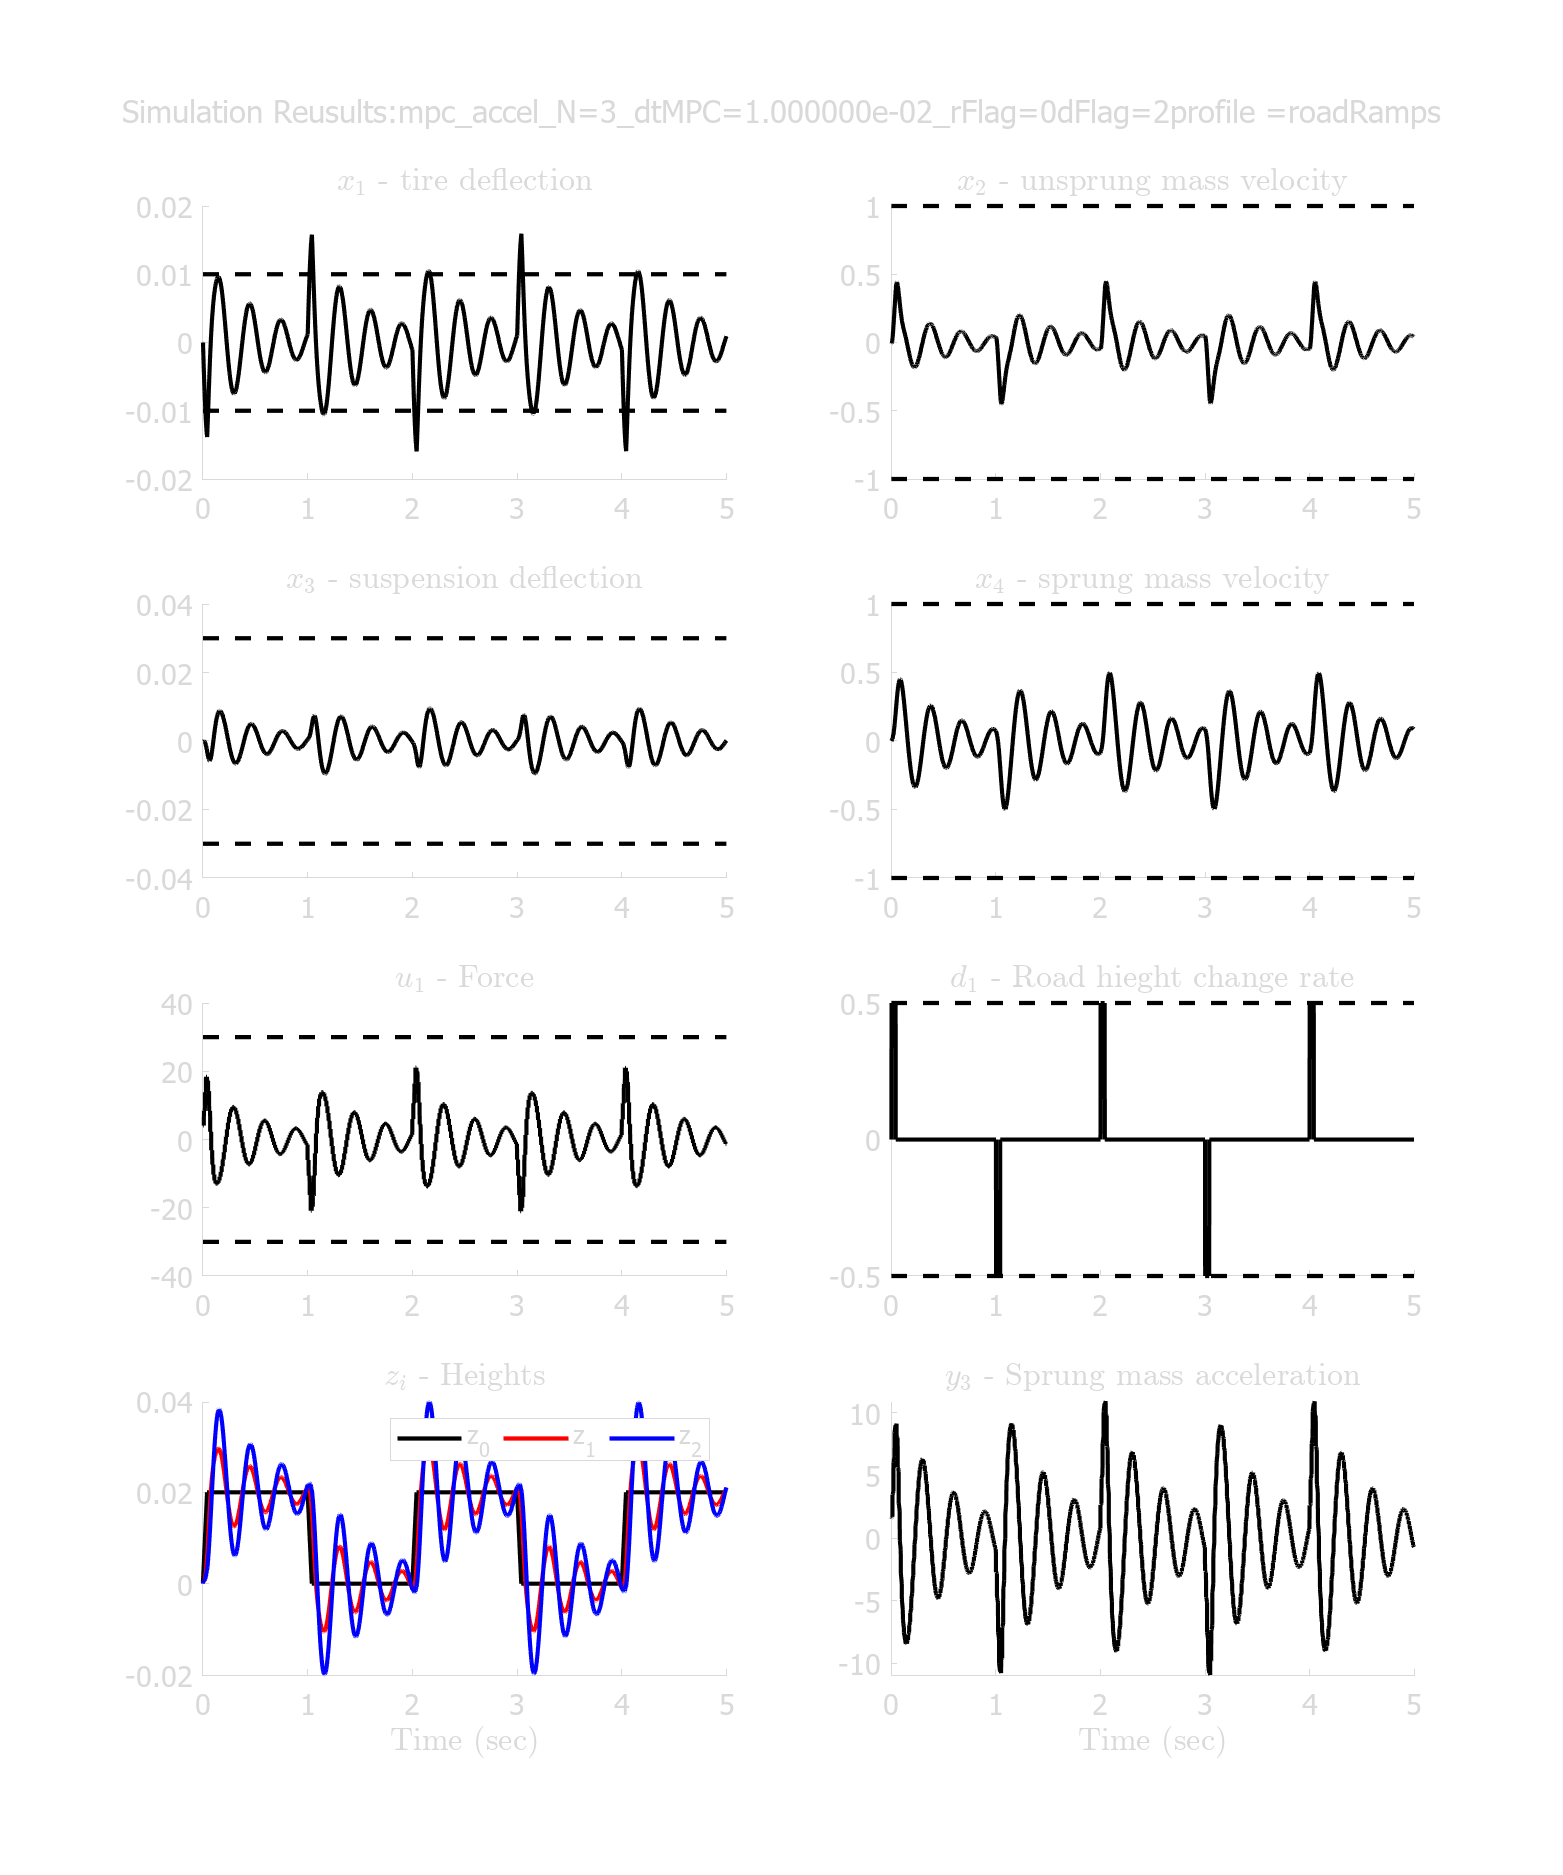 Simulation Reusults:mpc_accel_N=3_dtMPC=1.000000e-02_rFlag=0dFlag=2profile =roadRamps
x1 - tire deflection
0.02
0.01
0
-0.01
-0.02
0 1 2 3 4 5
x2 - unsprung mass velocity
1
0.5
0
-0.5
-1
0 1 2 3 4 5
x3 - suspension deflection
0.04
0.02
0
-0.02
-0.04
0 1 2 3 4 5
x4 - sprung mass velocity
1
0.5
0
-0.5
-1
0 1 2 3 4 5
u1 - Force
40
20
0
-20
-40
0 1 2 3 4 5
d1 - Road hieght change rate
0.5
0
-0.5
0 1 2 3 4 5
zi - Heights
0.04
z0 z1 z2
0.02
0
-0.02
0 1 2 3 4 5
Time (sec)
y3 - Sprung mass acceleration
10
5
0
-5
-10
0 1 2 3 4 5
Time (sec)